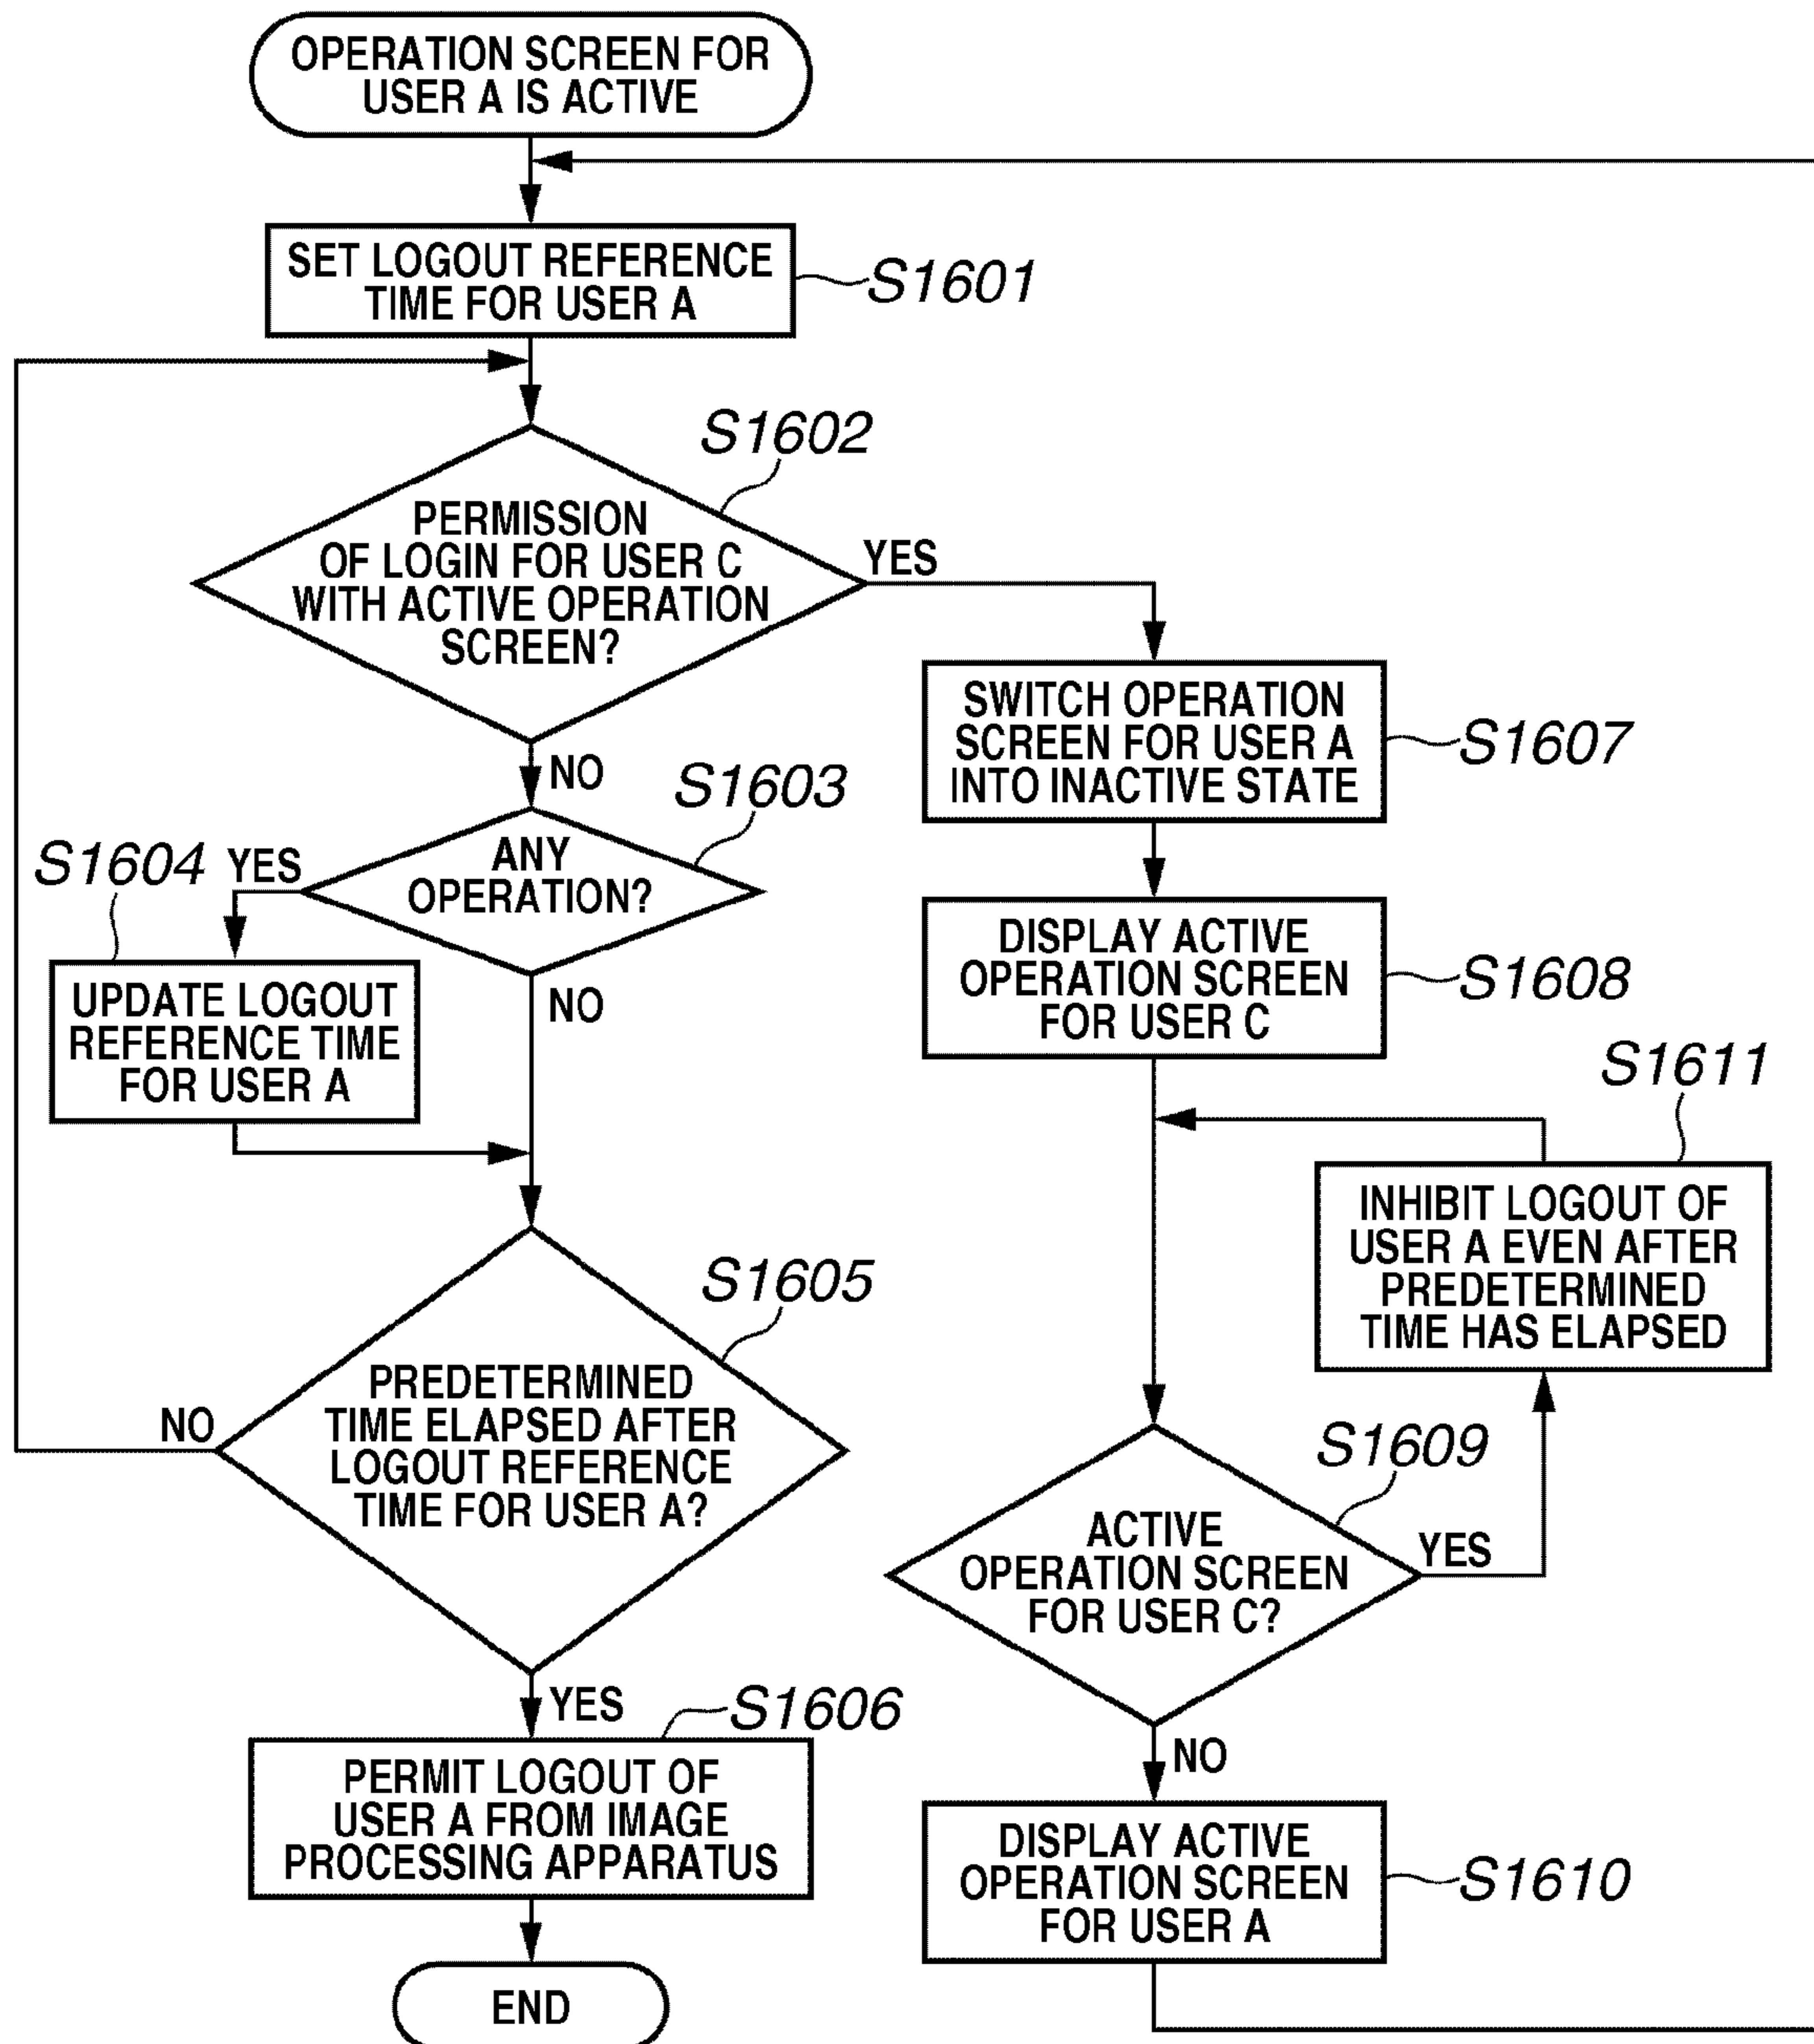 OPERATION SCREEN FOR
USER A IS ACTIVE
SET LOGOUT REFERENCE
TIME FOR USER A
S1601
S1602
PERMISSION
OF LOGIN FOR USER C
WITH ACTIVE OPERATION
SCREEN?
YES
NO
S1603
ANY
OPERATION?
YES
NO
S1604
UPDATE LOGOUT
REFERENCE TIME
FOR USER A
S1605
PREDETERMINED
TIME ELAPSED AFTER
LOGOUT REFERENCE
TIME FOR USER A?
NO
YES
S1606
PERMIT LOGOUT OF
USER A FROM IMAGE
PROCESSING APPARATUS
END
SWITCH OPERATION
SCREEN FOR USER A
INTO INACTIVE STATE
S1607
DISPLAY ACTIVE
OPERATION SCREEN
FOR USER C
S1608
S1611
INHIBIT LOGOUT OF
USER A EVEN AFTER
PREDETERMINED
TIME HAS ELAPSED
S1609
ACTIVE
OPERATION SCREEN
FOR USER C?
YES
NO
DISPLAY ACTIVE
OPERATION SCREEN
FOR USER A
S1610